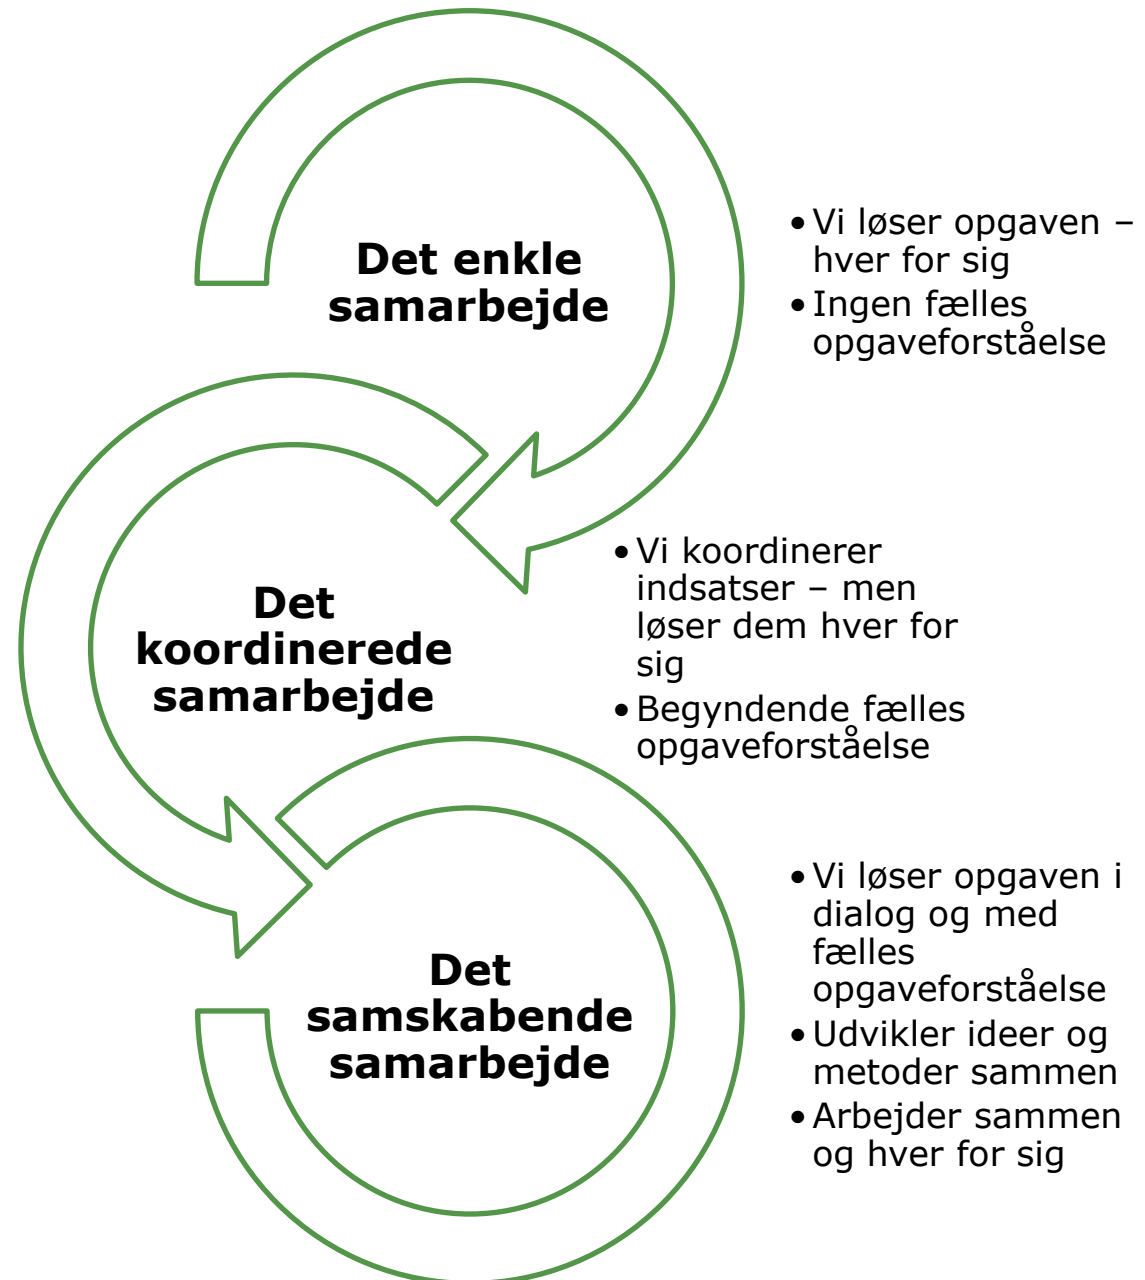 Det enkle
samarbejde
• Vi løser opgaven –
hver for sig
• Ingen fælles
opgaveforståelse
Det
koordinerede
samarbejde
• Vi koordinerer
indsatser – men
løser dem hver for
sig
• Begyndende fælles
opgaveforståelse
Det
samskabende
samarbejde
• Vi løser opgaven i
dialog og med
fælles
opgaveforståelse
• Udvikler ideer og
metoder sammen
• Arbejder sammen
og hver for sig